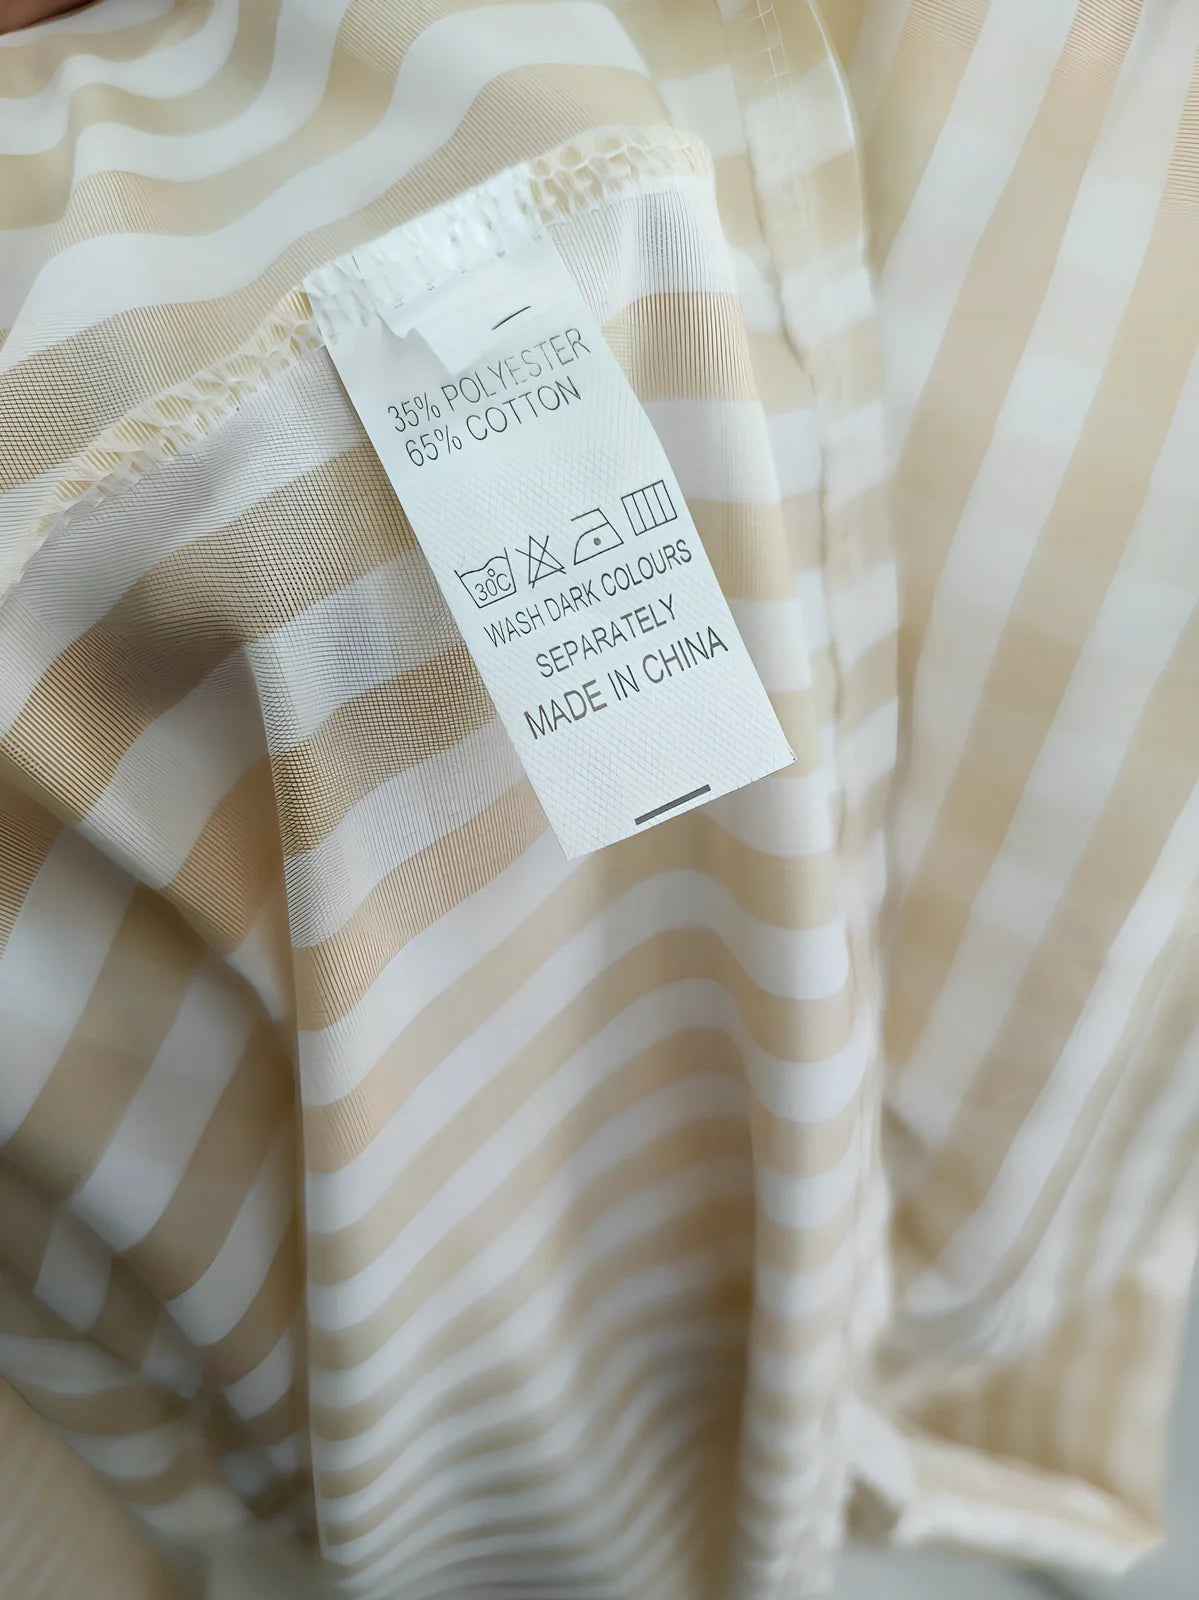 35% POLYESTER
65% COTTON
30°C
WASH DARK COLOURS
SEPARATELY
MADE IN CHINA